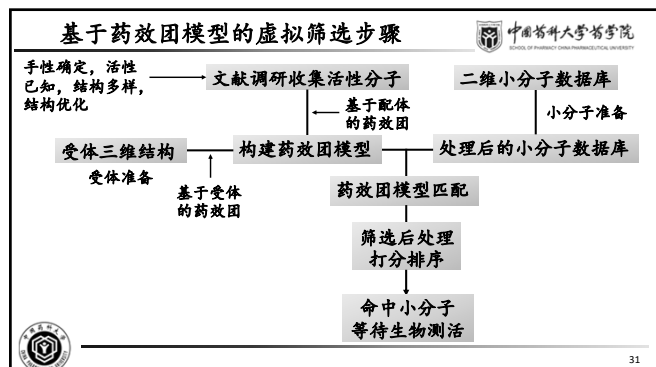 基于药效团模型的虚拟筛选步骤
中国药科大学药学院
SCHOOL OF PHARMACY CHINA PHARMACEUTICAL UNIVERSITY
手性确定，活性
已知，结构多样，
结构优化
文献调研收集活性分子
二维小分子数据库
基于配体
的药效团
小分子准备
受体三维结构
构建药效团模型
处理后的小分子数据库
受体准备
基于受体
的药效团
药效团模型匹配
筛选后处理
打分排序
命中小分子
等待生物测活
31